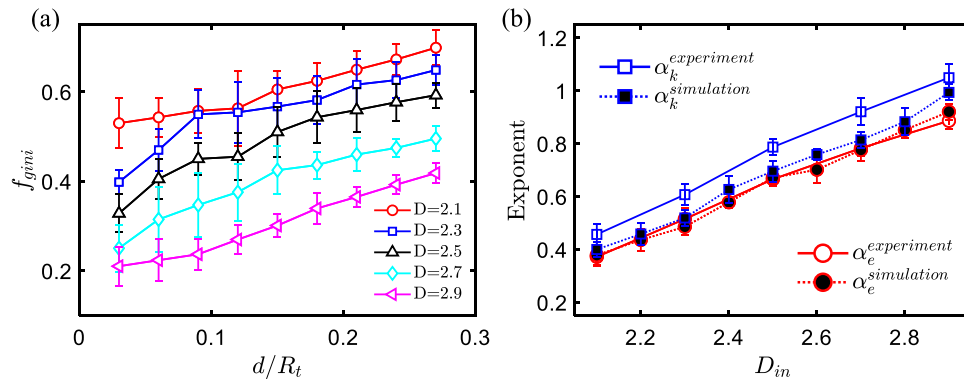 (a)
0.6
0.4
0.2
f_gini
D=2.1
D=2.3
D=2.5
D=2.7
D=2.9
0 0.1 0.2 0.3
d/R_t
(b)
1.2
1.0
0.8
0.6
0.4
0.2
Exponent
α_k^experiment
α_k^simulation
α_e^experiment
α_e^simulation
2.2 2.4 2.6 2.8
D_in